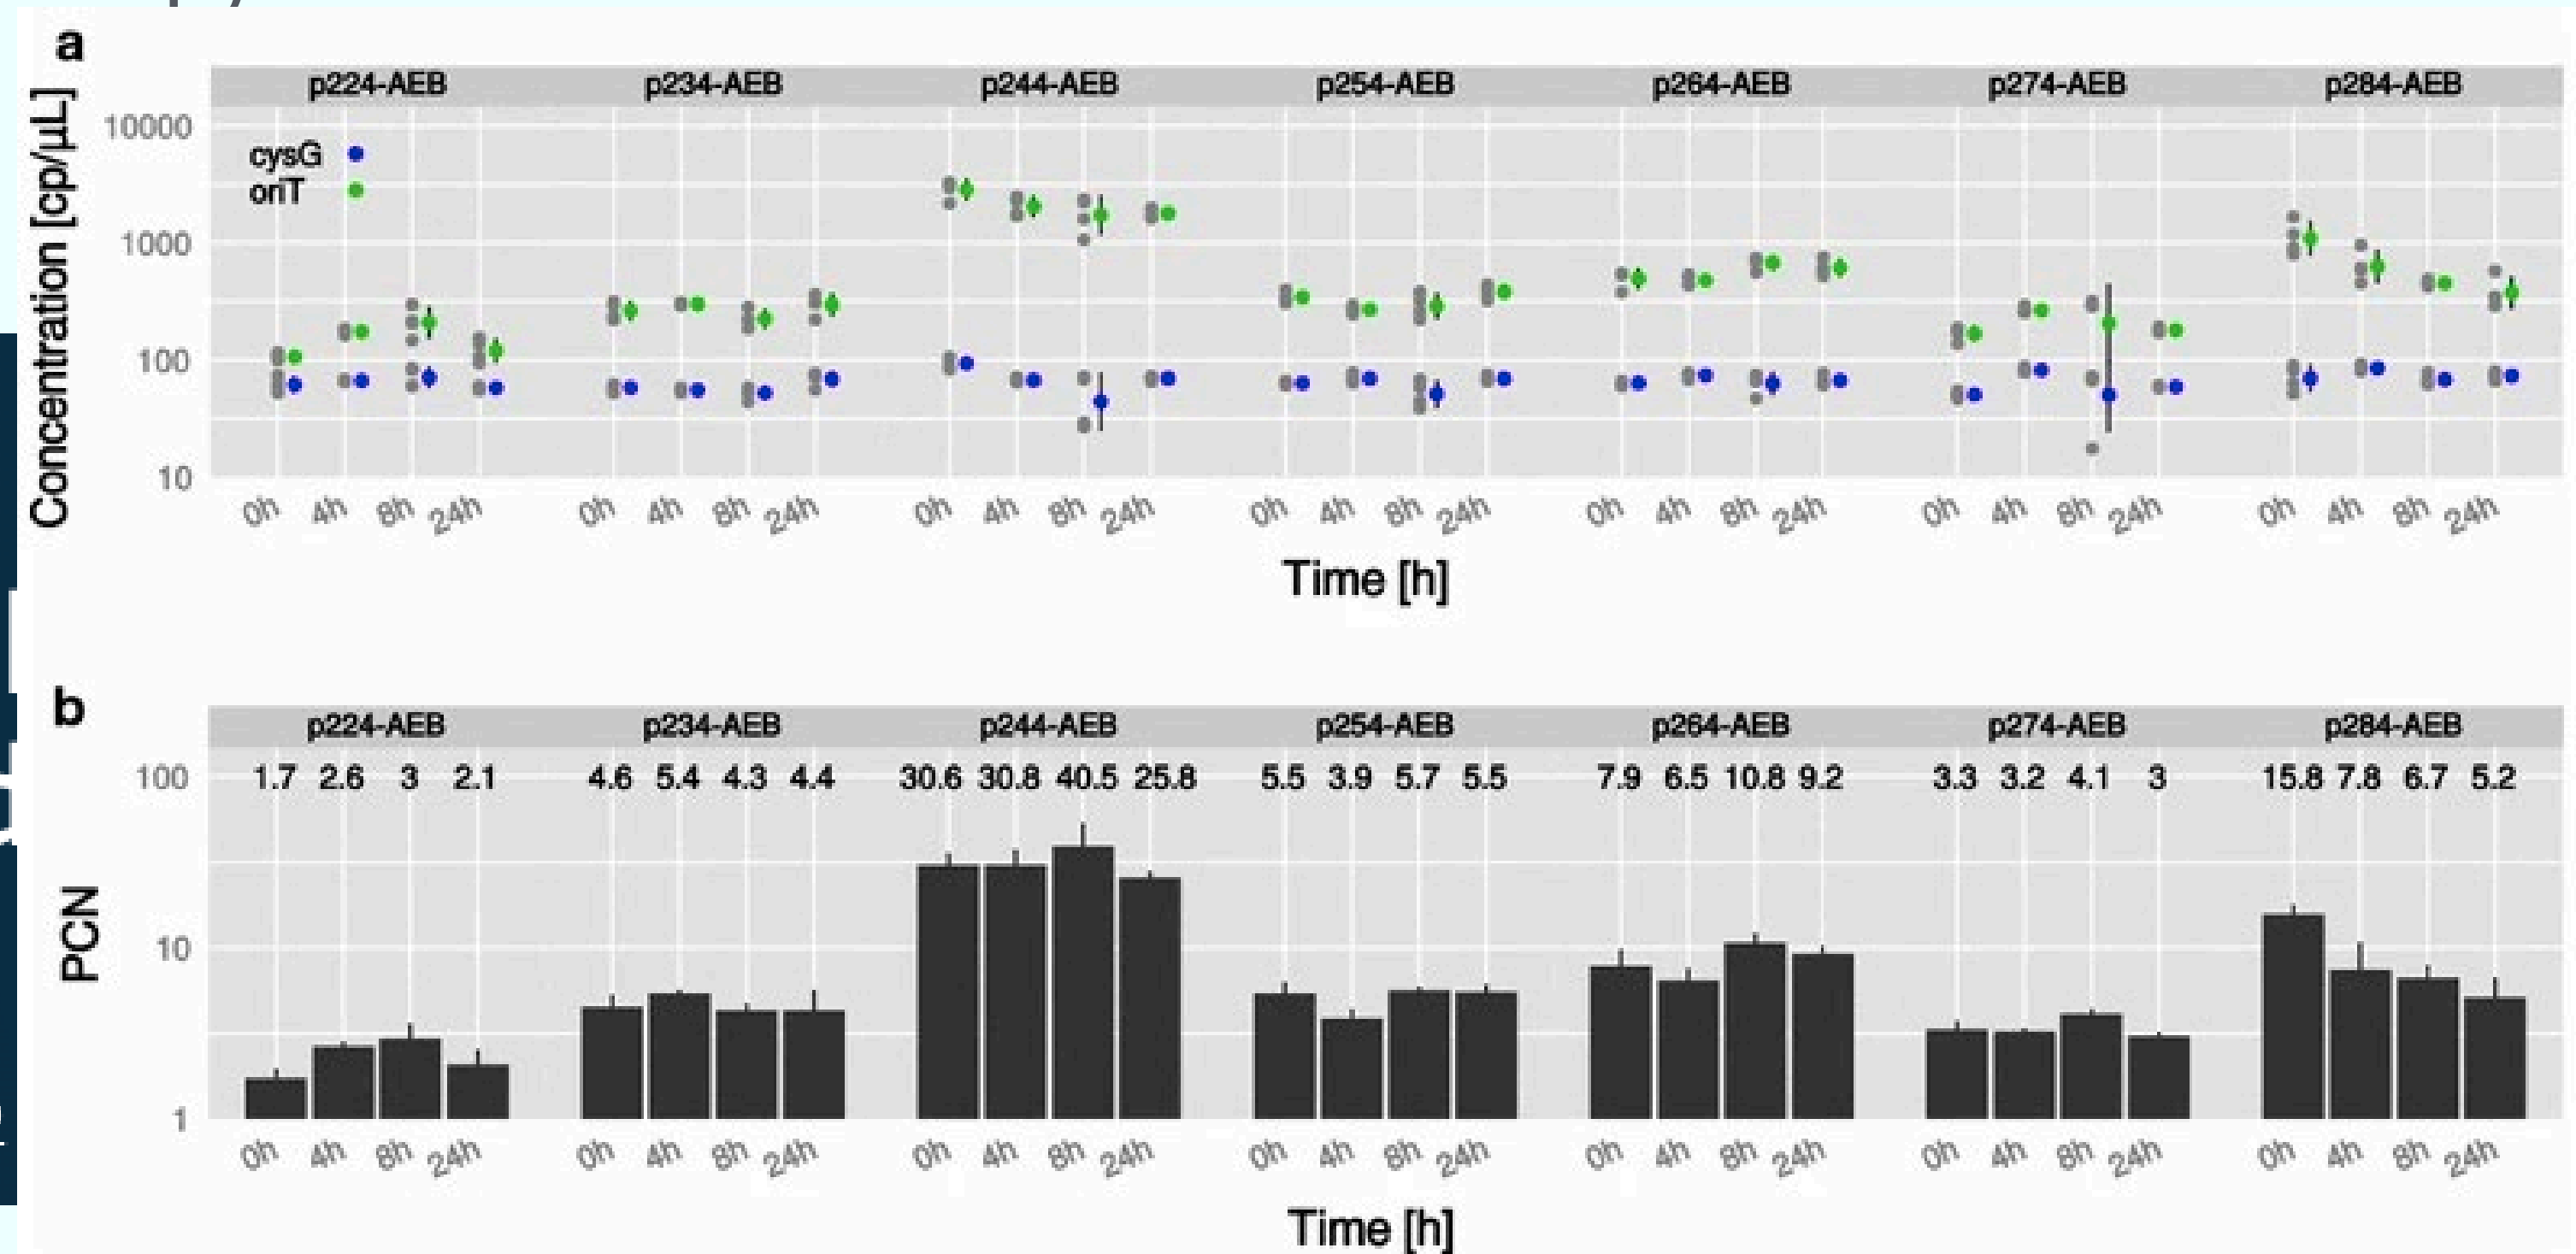 a
p224-AEB p234-AEB p244-AEB p254-AEB p264-AEB p274-AEB p284-AEB
Concentration [cp/µL]
10000
1000
100
10
cysG
oriT
0h 4h 8h 24h 0h 4h 8h 24h 0h 4h 8h 24h 0h 4h 8h 24h 0h 4h 8h 24h 0h 4h 8h 24h 0h 4h 8h 24h
Time [h]
b
p224-AEB p234-AEB p244-AEB p254-AEB p264-AEB p274-AEB p284-AEB
1.7 2.6 3 2.1 4.6 5.4 4.3 4.4 30.6 30.8 40.5 25.8 5.5 3.9 5.7 5.5 7.9 6.5 10.8 9.2 3.3 3.2 4.1 3 15.8 7.8 6.7 5.2
PCN
100
10
1
0h 4h 8h 24h 0h 4h 8h 24h 0h 4h 8h 24h 0h 4h 8h 24h 0h 4h 8h 24h 0h 4h 8h 24h 0h 4h 8h 24h
Time [h]